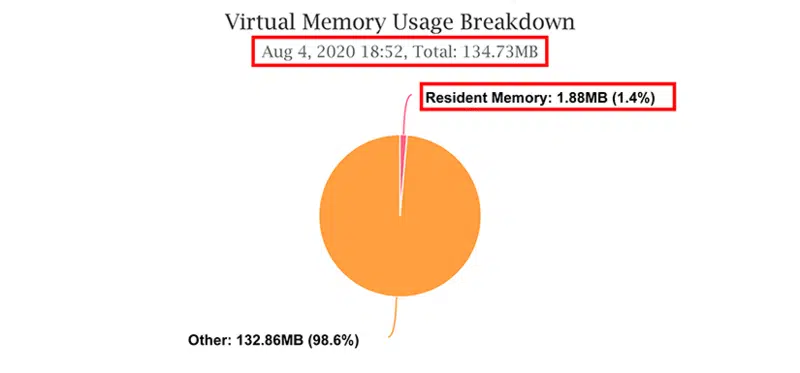 Virtual Memory Usage Breakdown
Aug 4, 2020 18:52, Total: 134.73MB
Resident Memory: 1.88MB (1.4%)
Other: 132.86MB (98.6%)